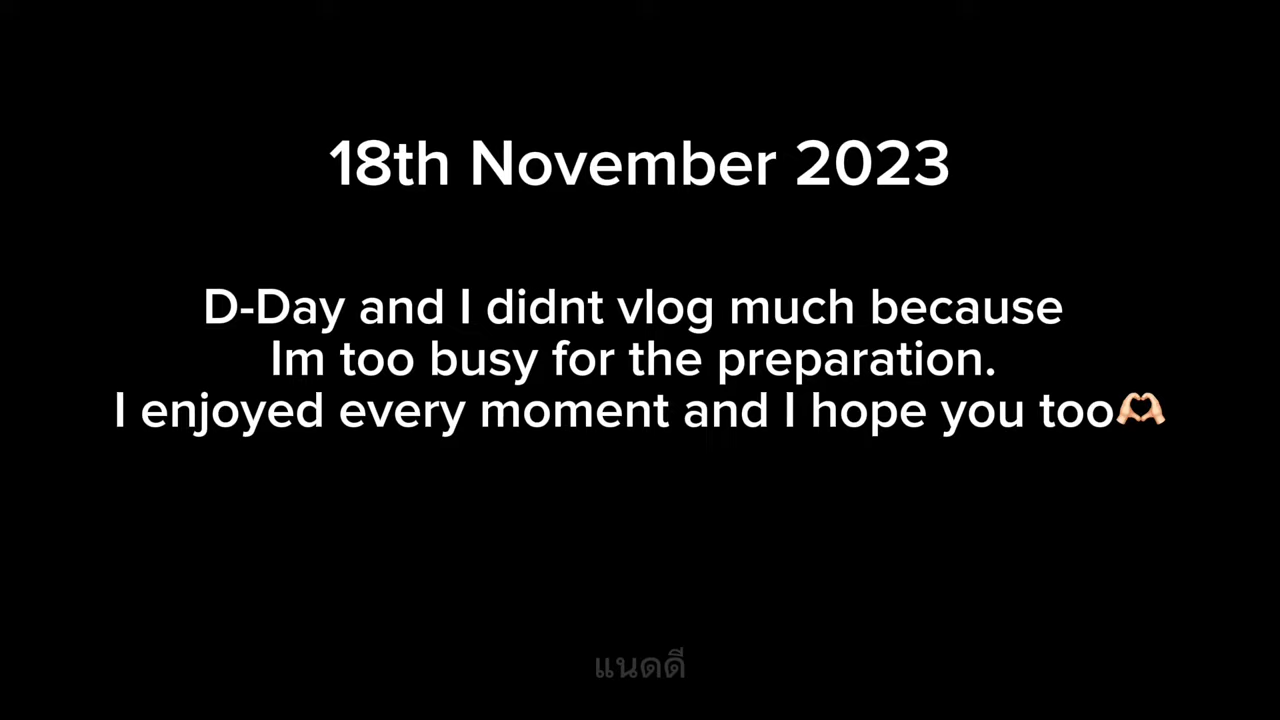 18th November 2023
D-Day and I didnt vlog much because
Im too busy for the preparation.
I enjoyed every moment and I hope you too🫶🏻
แนดดี